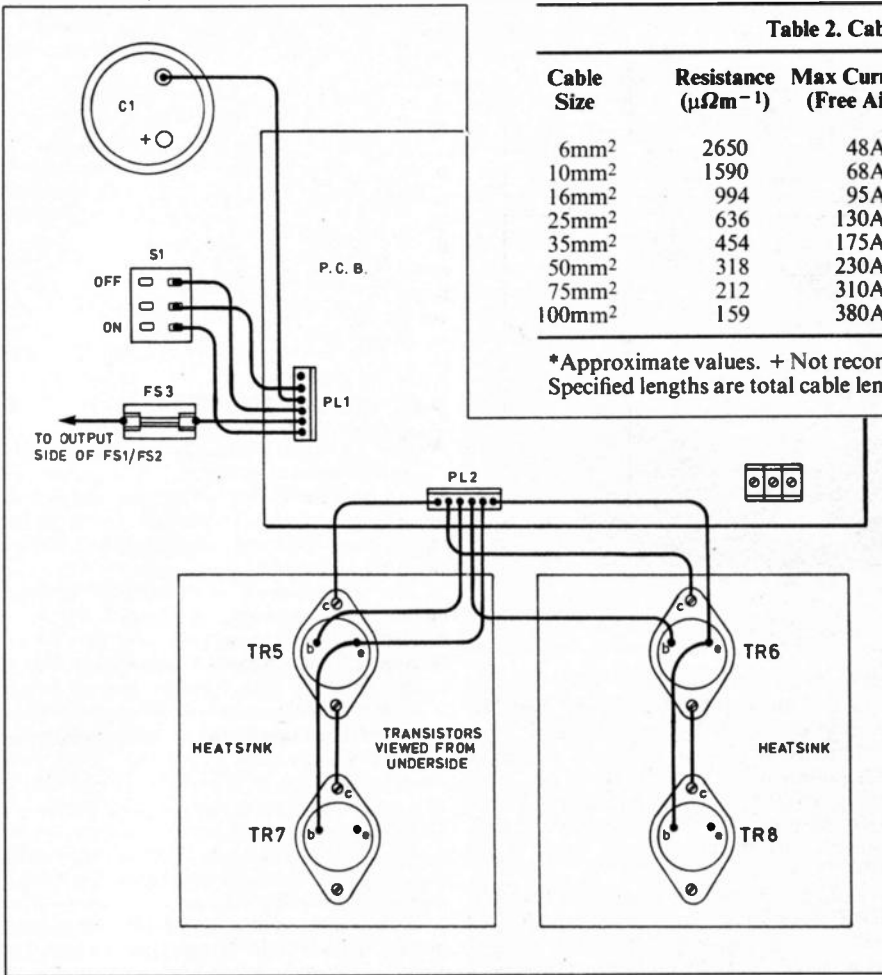 Table 2. Cab
Cable Size Resistance (μΩm⁻¹) Max Curr (Free Ai
6mm² 2650 48A
10mm² 1590 68A
16mm² 994 95A
25mm² 636 130A
35mm² 454 175A
50mm² 318 230A
75mm² 212 310A
100mm² 159 380A
*Approximate values. + Not recor
Specified lengths are total cable len
C1
+
S1
OFF
ON
P.C.B.
PL1
FS3
TO OUTPUT
SIDE OF FS1/FS2
PL2
c
b
e
TR5
c
b
e
TR6
HEATSINK
TRANSISTORS
VIEWED FROM
UNDERSIDE
HEATSINK
c
b
e
TR7
c
b
e
TR8